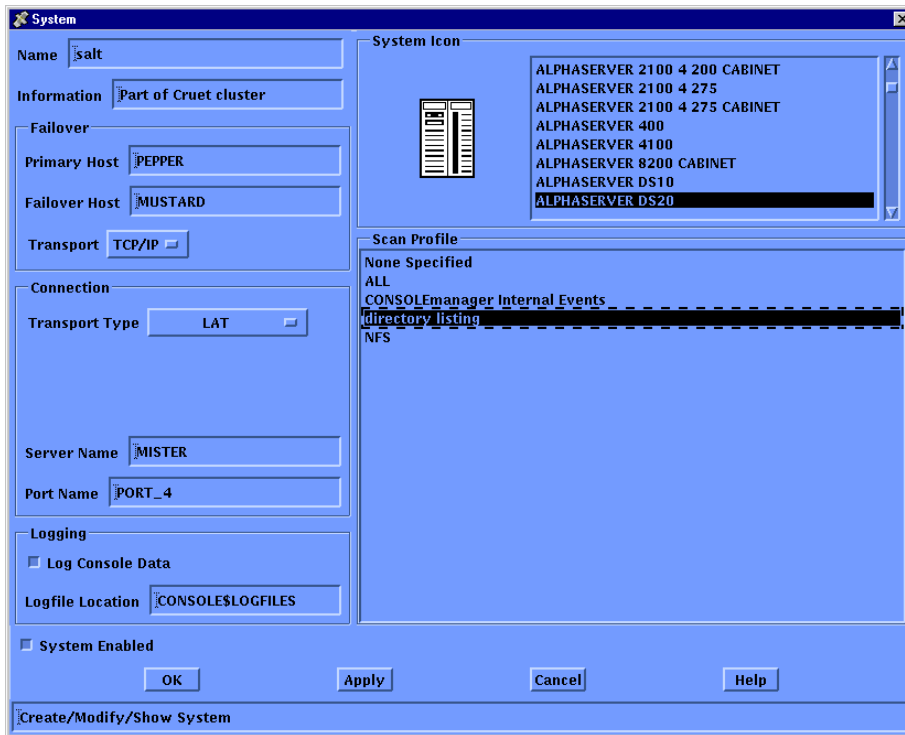 System
Name salt
Information Part of Cruet cluster
Failover
Primary Host PEPPER
Failover Host MUSTARD
Transport TCP/IP
Connection
Transport Type LAT
Server Name MISTER
Port Name PORT_4
Logging
Log Console Data
Logfile Location CONSOLE$LOGFILES
System Icon
ALPHASERVER 2100 4 200 CABINET
ALPHASERVER 2100 4 275
ALPHASERVER 2100 4 275 CABINET
ALPHASERVER 400
ALPHASERVER 4100
ALPHASERVER 8200 CABINET
ALPHASERVER DS10
ALPHASERVER DS20
Scan Profile
None Specified
ALL
CONSOLEmanager Internal Events
directory listing
NFS
System Enabled
OK Apply Cancel Help
Create/Modify/Show System